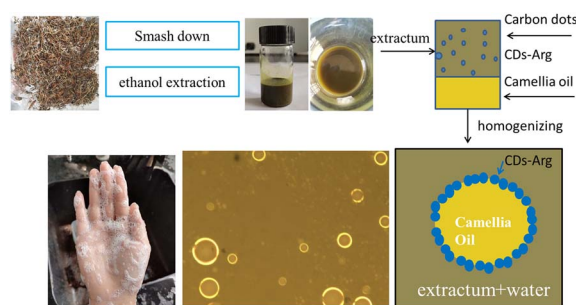 Smash down
ethanol extraction
extractum
Carbon dots
CDs-Arg
Camellia oil
homogenizing
CDs-Arg
Camellia
Oil
extractum+water